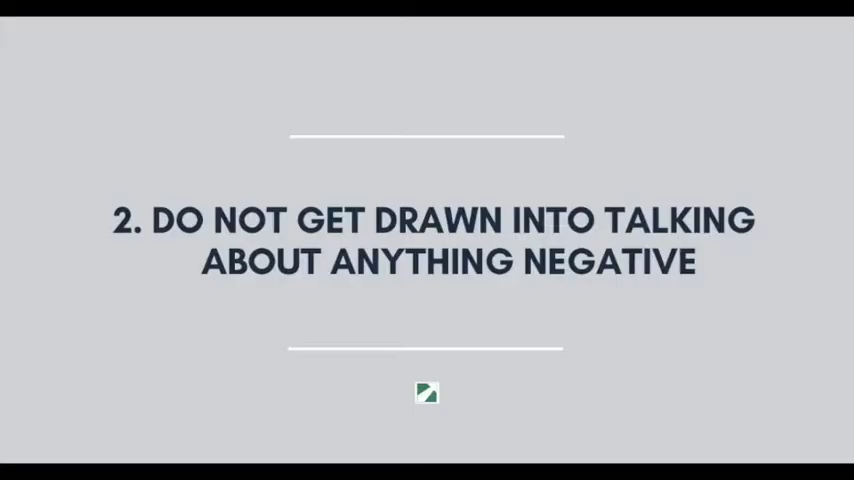 2. DO NOT GET DRAWN INTO TALKING
ABOUT ANYTHING NEGATIVE